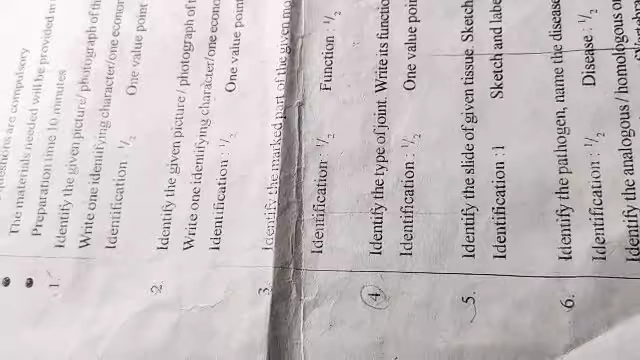 questions are compulsory
The materials needed will be provided in
Preparation time 10 minutes
1. Identify the given picture/ photograph of th
Write one identifying character/one econor
Identification : 1/2 One value point
2. Identify the given picture / photograph of t
Write one identifying character/one econo
Identification : 1/2 One value point
3. Identify the marked part of the given mo
Identification : 1/2 Function : 1/2
4. Identify the type of joint. Write its functio
Identification : 1/2 One value poi
5. Identify the slide of given tissue. Sketch
Identification :1 Sketch and labe
6. Identify the pathogen, name the disease
Identification : 1/2 Disease : 1/2
Identify the analogous / homologous o